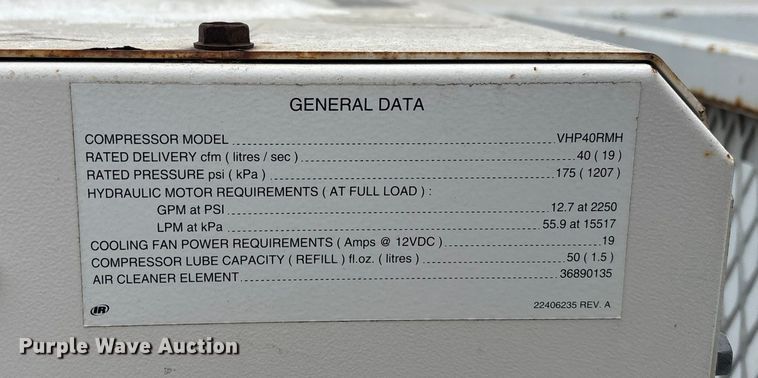 GENERAL DATA
COMPRESSOR MODEL VHP40RMH
RATED DELIVERY cfm ( litres / sec ) 40 ( 19 )
RATED PRESSURE psi ( kPa ) 175 ( 1207 )
HYDRAULIC MOTOR REQUIREMENTS ( AT FULL LOAD ) :
GPM at PSI 12.7 at 2250
LPM at kPa 55.9 at 15517
COOLING FAN POWER REQUIREMENTS ( Amps @ 12VDC ) 19
COMPRESSOR LUBE CAPACITY ( REFILL ) fl.oz. ( litres ) 50 ( 1.5 )
AIR CLEANER ELEMENT 36890135
IR 22406235 REV. A
Purple Wave Auction